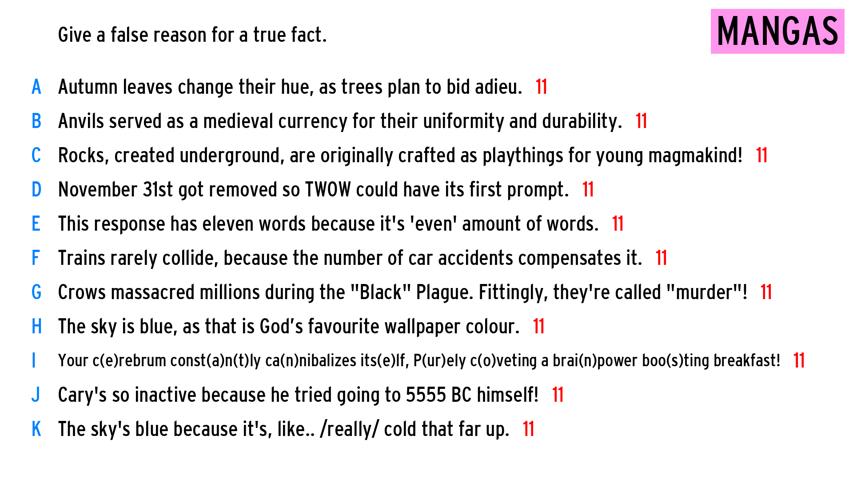 Give a false reason for a true fact.
MANGAS
A Autumn leaves change their hue, as trees plan to bid adieu. 11
B Anvils served as a medieval currency for their uniformity and durability. 11
C Rocks, created underground, are originally crafted as playthings for young magmakind! 11
D November 31st got removed so TWOW could have its first prompt. 11
E This response has eleven words because it's 'even' amount of words. 11
F Trains rarely collide, because the number of car accidents compensates it. 11
G Crows massacred millions during the "Black" Plague. Fittingly, they're called "murder"! 11
H The sky is blue, as that is God’s favourite wallpaper colour. 11
I Your c(e)rebrum const(a)n(t)ly ca(n)nibalizes its(e)lf, P(ur)ely c(o)veting a brai(n)power boo(s)ting breakfast! 11
J Cary's so inactive because he tried going to 5555 BC himself! 11
K The sky's blue because it's, like.. /really/ cold that far up. 11